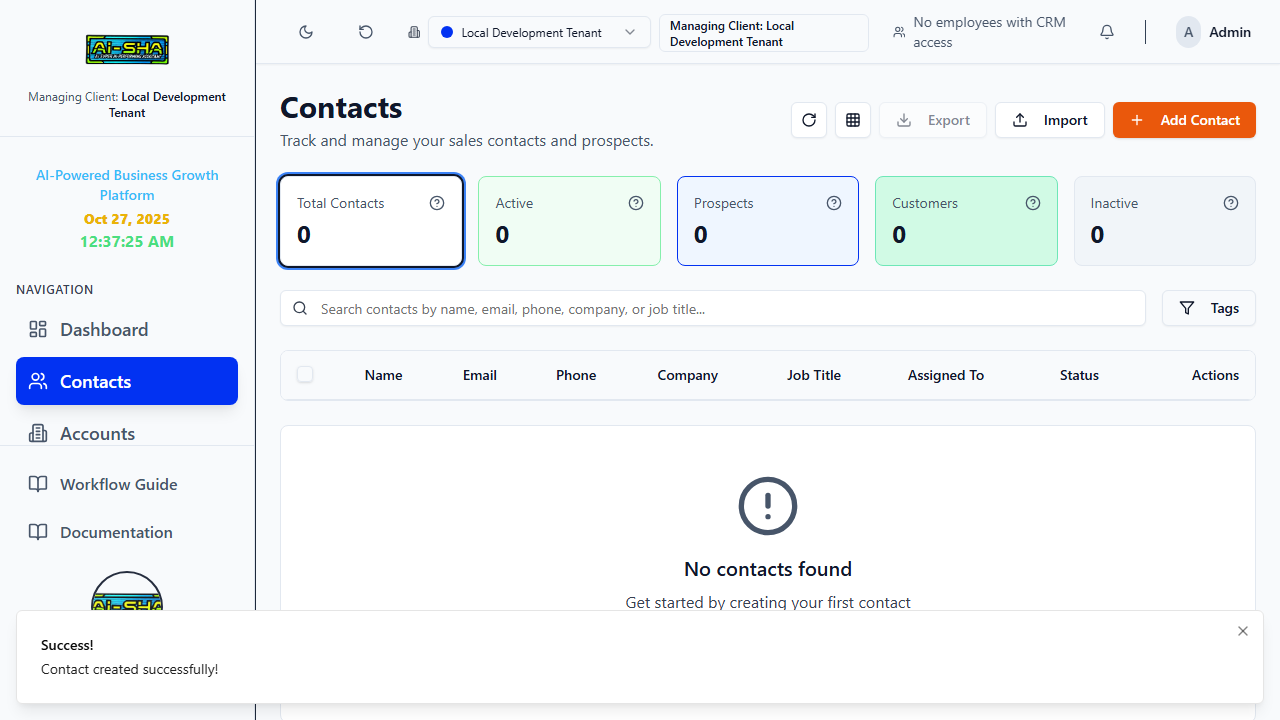 Ai-SHA
Managing Client: Local Development
Tenant
AI-Powered Business Growth
Platform
Oct 27, 2025
12:37:25 AM
NAVIGATION
Dashboard
Contacts
Accounts
Workflow Guide
Documentation
Ai-SHA
Local Development Tenant
Managing Client: Local
Development Tenant
No employees with CRM
access
A
Admin
Contacts
Track and manage your sales contacts and prospects.
Export
Import
Add Contact
Total Contacts
0
Active
0
Prospects
0
Customers
0
Inactive
0
Search contacts by name, email, phone, company, or job title...
Tags
Name Email Phone Company Job Title Assigned To Status Actions
No contacts found
Get started by creating your first contact
Success!
Contact created successfully!